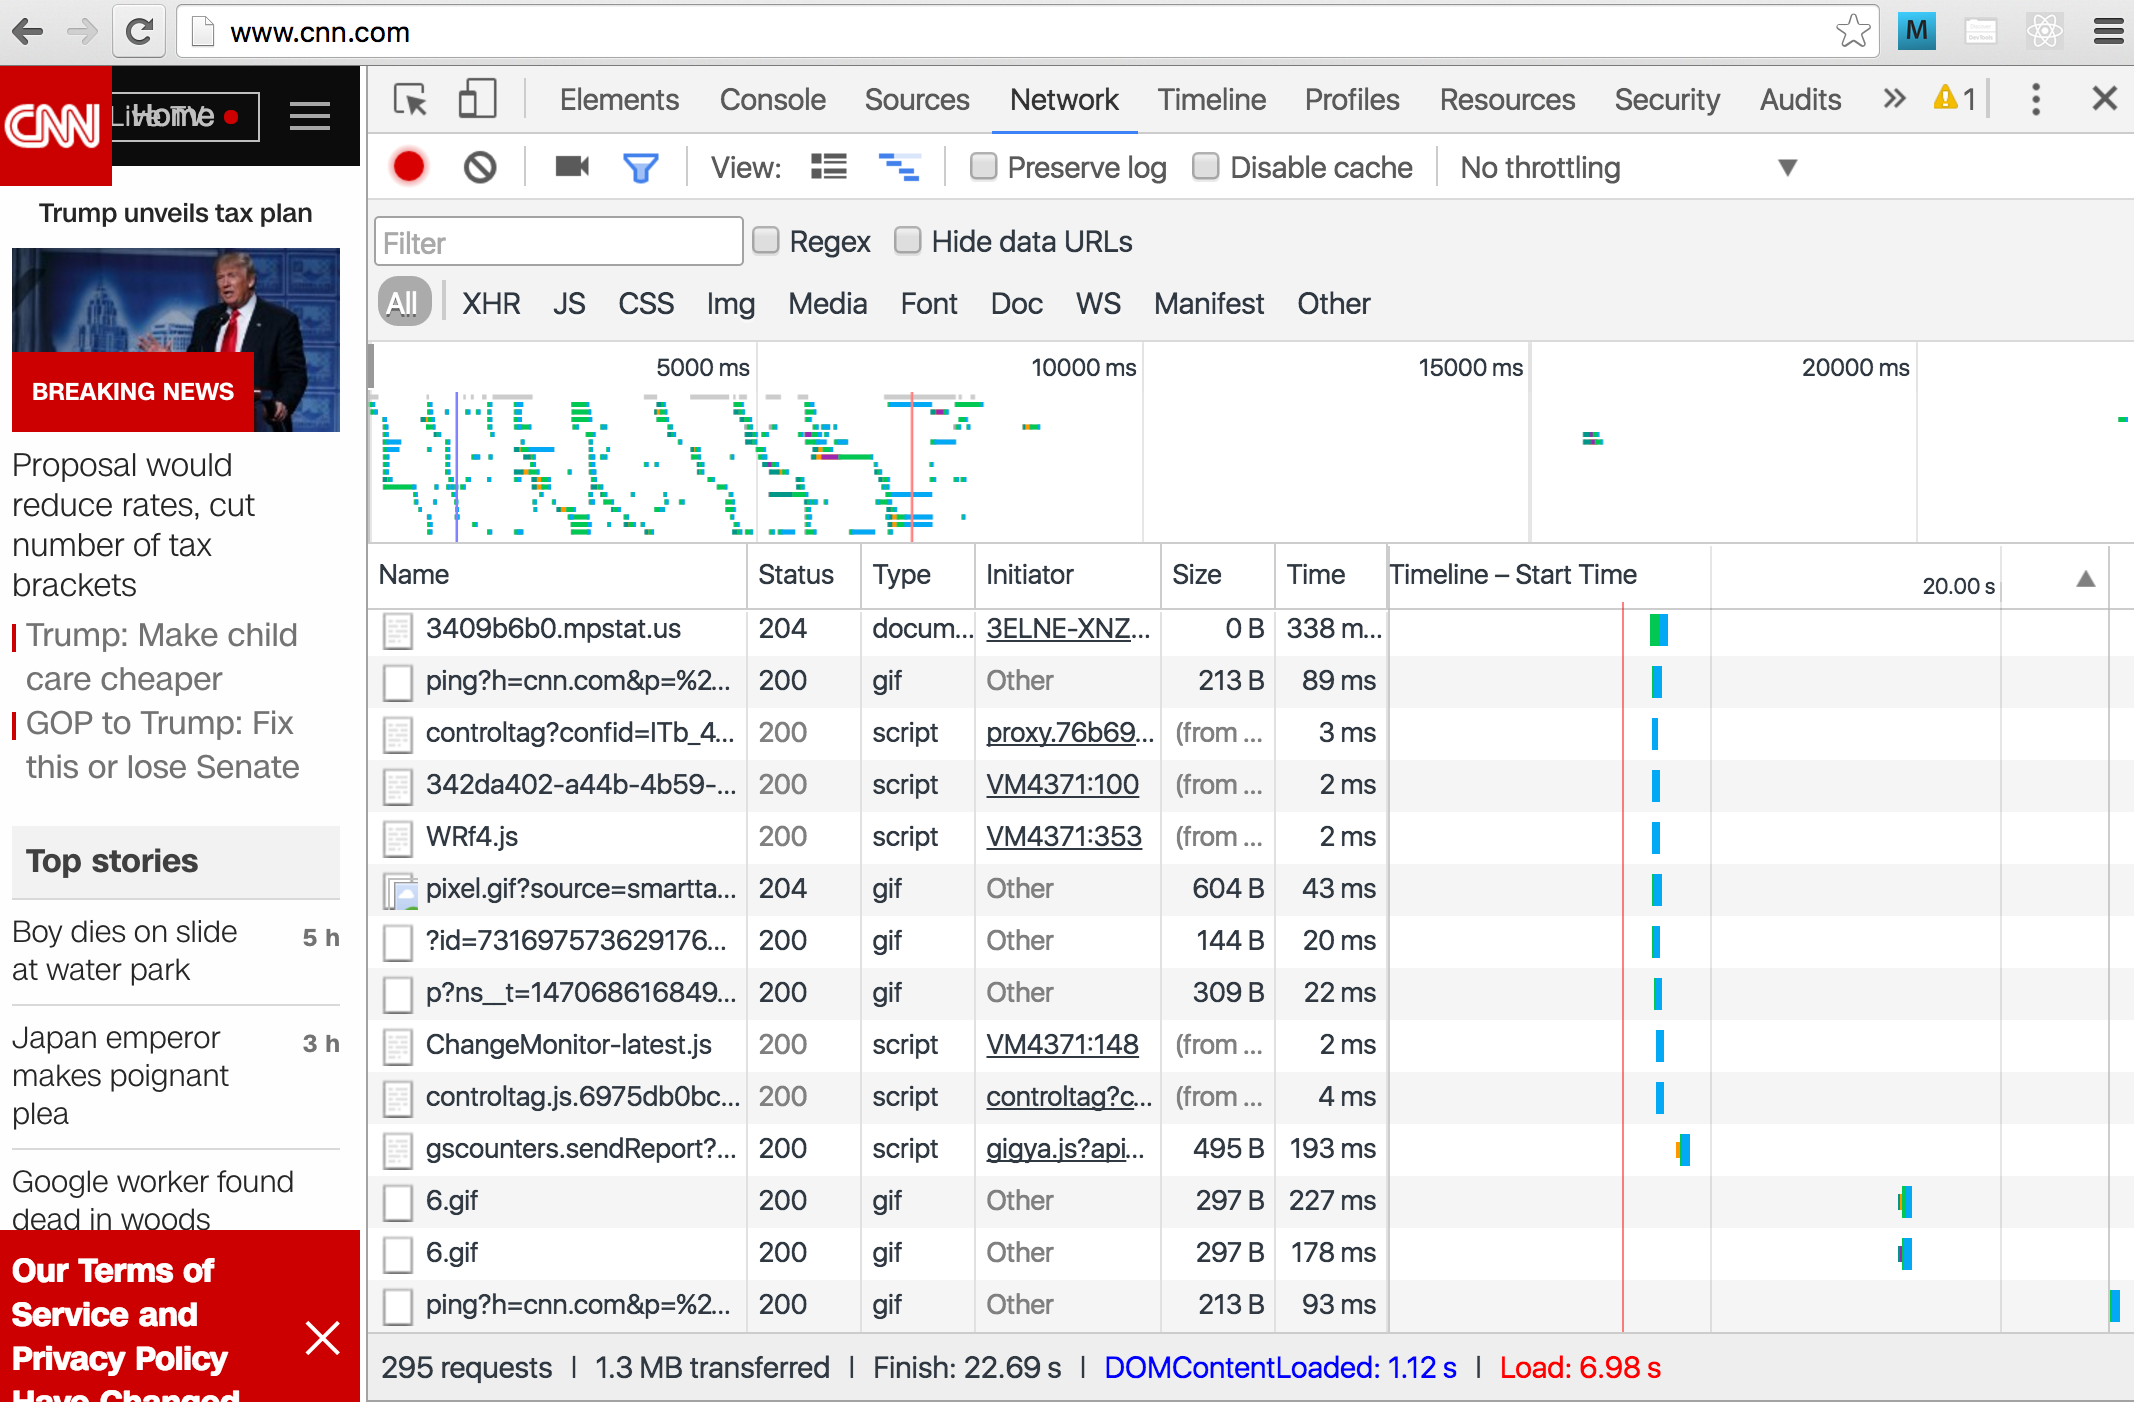 www.cnn.com
M
CNN
Live TV
Home
Trump unveils tax plan
BREAKING NEWS
Proposal would
reduce rates, cut
number of tax
brackets
Trump: Make child
care cheaper
GOP to Trump: Fix
this or lose Senate
Top stories
Boy dies on slide
at water park
5 h
Japan emperor
makes poignant
plea
3 h
Google worker found
dead in woods
Our Terms of
Service and
Privacy Policy
Have Changed
Elements Console Sources Network Timeline Profiles Resources Security Audits 1
View: Preserve log Disable cache No throttling
Filter Regex Hide data URLs
All XHR JS CSS Img Media Font Doc WS Manifest Other
5000 ms 10000 ms 15000 ms 20000 ms
Name Status Type Initiator Size Time Timeline – Start Time 20.00 s
3409b6b0.mpstat.us 204 docum... 3ELNE-XNZ... 0 B 338 m...
ping?h=cnn.com&p=%2... 200 gif Other 213 B 89 ms
controltag?confid=ITb_4... 200 script proxy.76b69... (from ... 3 ms
342da402-a44b-4b59-... 200 script VM4371:100 (from ... 2 ms
WRf4.js 200 script VM4371:353 (from ... 2 ms
pixel.gif?source=smartta... 204 gif Other 604 B 43 ms
?id=731697573629176... 200 gif Other 144 B 20 ms
p?ns__t=147068616849... 200 gif Other 309 B 22 ms
ChangeMonitor-latest.js 200 script VM4371:148 (from ... 2 ms
controltag.js.6975db0bc... 200 script controltag?c... (from ... 4 ms
gscounters.sendReport?... 200 script gigya.js?api... 495 B 193 ms
6.gif 200 gif Other 297 B 227 ms
6.gif 200 gif Other 297 B 178 ms
ping?h=cnn.com&p=%2... 200 gif Other 213 B 93 ms
295 requests | 1.3 MB transferred | Finish: 22.69 s | DOMContentLoaded: 1.12 s | Load: 6.98 s